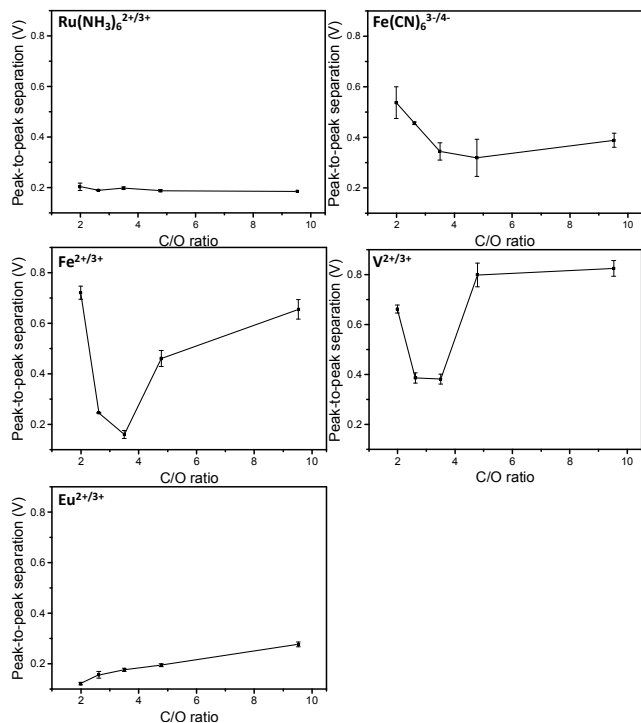 Ru(NH₃)₆²⁺/³⁺
Peak-to-peak separation (V)
0.8
0.6
0.4
0.2
2 4 6 8 10
C/O ratio
Fe(CN)₆³⁻/⁴⁻
Peak-to-peak separation (V)
0.8
0.6
0.4
0.2
2 4 6 8 10
C/O ratio
Fe²⁺/³⁺
Peak-to-peak separation (V)
0.8
0.6
0.4
0.2
0 2 4 6 8 10
C/O ratio
V²⁺/³⁺
Peak-to-peak separation (V)
0.8
0.6
0.4
0.2
0 2 4 6 8 10
C/O ratio
Eu²⁺/³⁺
Peak-to-peak separation (V)
0.8
0.6
0.4
0.2
2 4 6 8 10
C/O ratio